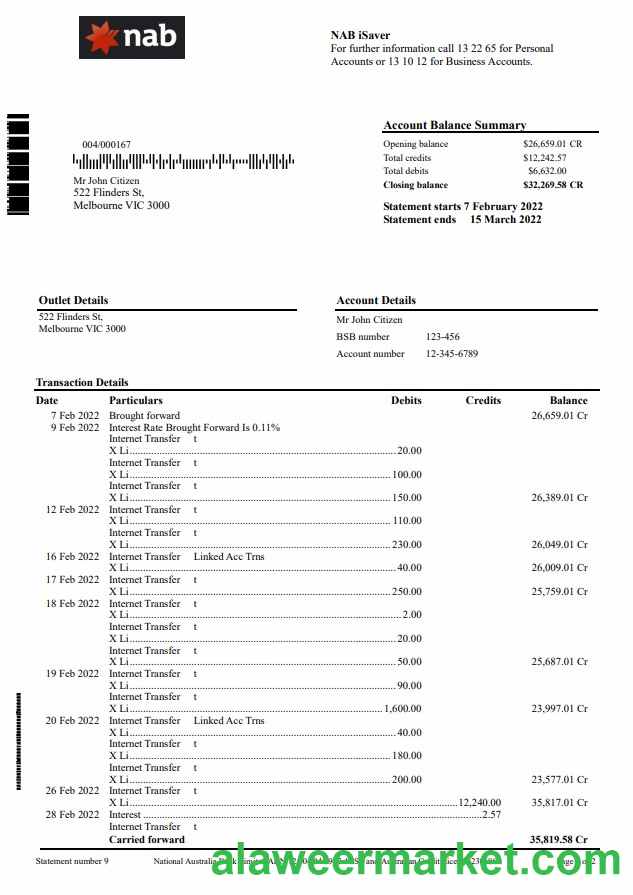 nab
NAB iSaver
For further information call 13 22 65 for Personal
Accounts or 13 10 12 for Business Accounts.
004/000167
Mr John Citizen
522 Flinders St,
Melbourne VIC 3000
Account Balance Summary
Opening balance $26,659.01 CR
Total credits $12,242.57
Total debits $6,632.00
Closing balance $32,269.58 CR
Statement starts 7 February 2022
Statement ends 15 March 2022
Outlet Details
522 Flinders St,
Melbourne VIC 3000
Account Details
Mr John Citizen
BSB number 123-456
Account number 12-345-6789
Transaction Details
Date Particulars Debits Credits Balance
7 Feb 2022 Brought forward 26,659.01 Cr
9 Feb 2022 Interest Rate Brought Forward Is 0.11%
Internet Transfer t
X Li 20.00
Internet Transfer t
X Li 100.00
Internet Transfer t
X Li 150.00 26,389.01 Cr
12 Feb 2022 Internet Transfer t
X Li 110.00
Internet Transfer t
X Li 230.00 26,049.01 Cr
16 Feb 2022 Internet Transfer Linked Acc Trns
X Li 40.00 26,009.01 Cr
17 Feb 2022 Internet Transfer t
X Li 250.00 25,759.01 Cr
18 Feb 2022 Internet Transfer t
X Li 2.00
Internet Transfer t
X Li 20.00
Internet Transfer t
X Li 50.00 25,687.01 Cr
19 Feb 2022 Internet Transfer t
X Li 90.00
Internet Transfer t
X Li 1,600.00 23,997.01 Cr
20 Feb 2022 Internet Transfer Linked Acc Trns
X Li 40.00
Internet Transfer t
X Li 180.00
Internet Transfer t
X Li 200.00 23,577.01 Cr
26 Feb 2022 Internet Transfer t
X Li 12,240.00 35,817.01 Cr
28 Feb 2022 Interest 2.57
Internet Transfer t
Carried forward 35,819.58 Cr
Statement number 9 National Australia and Australian
alaweermarket.com